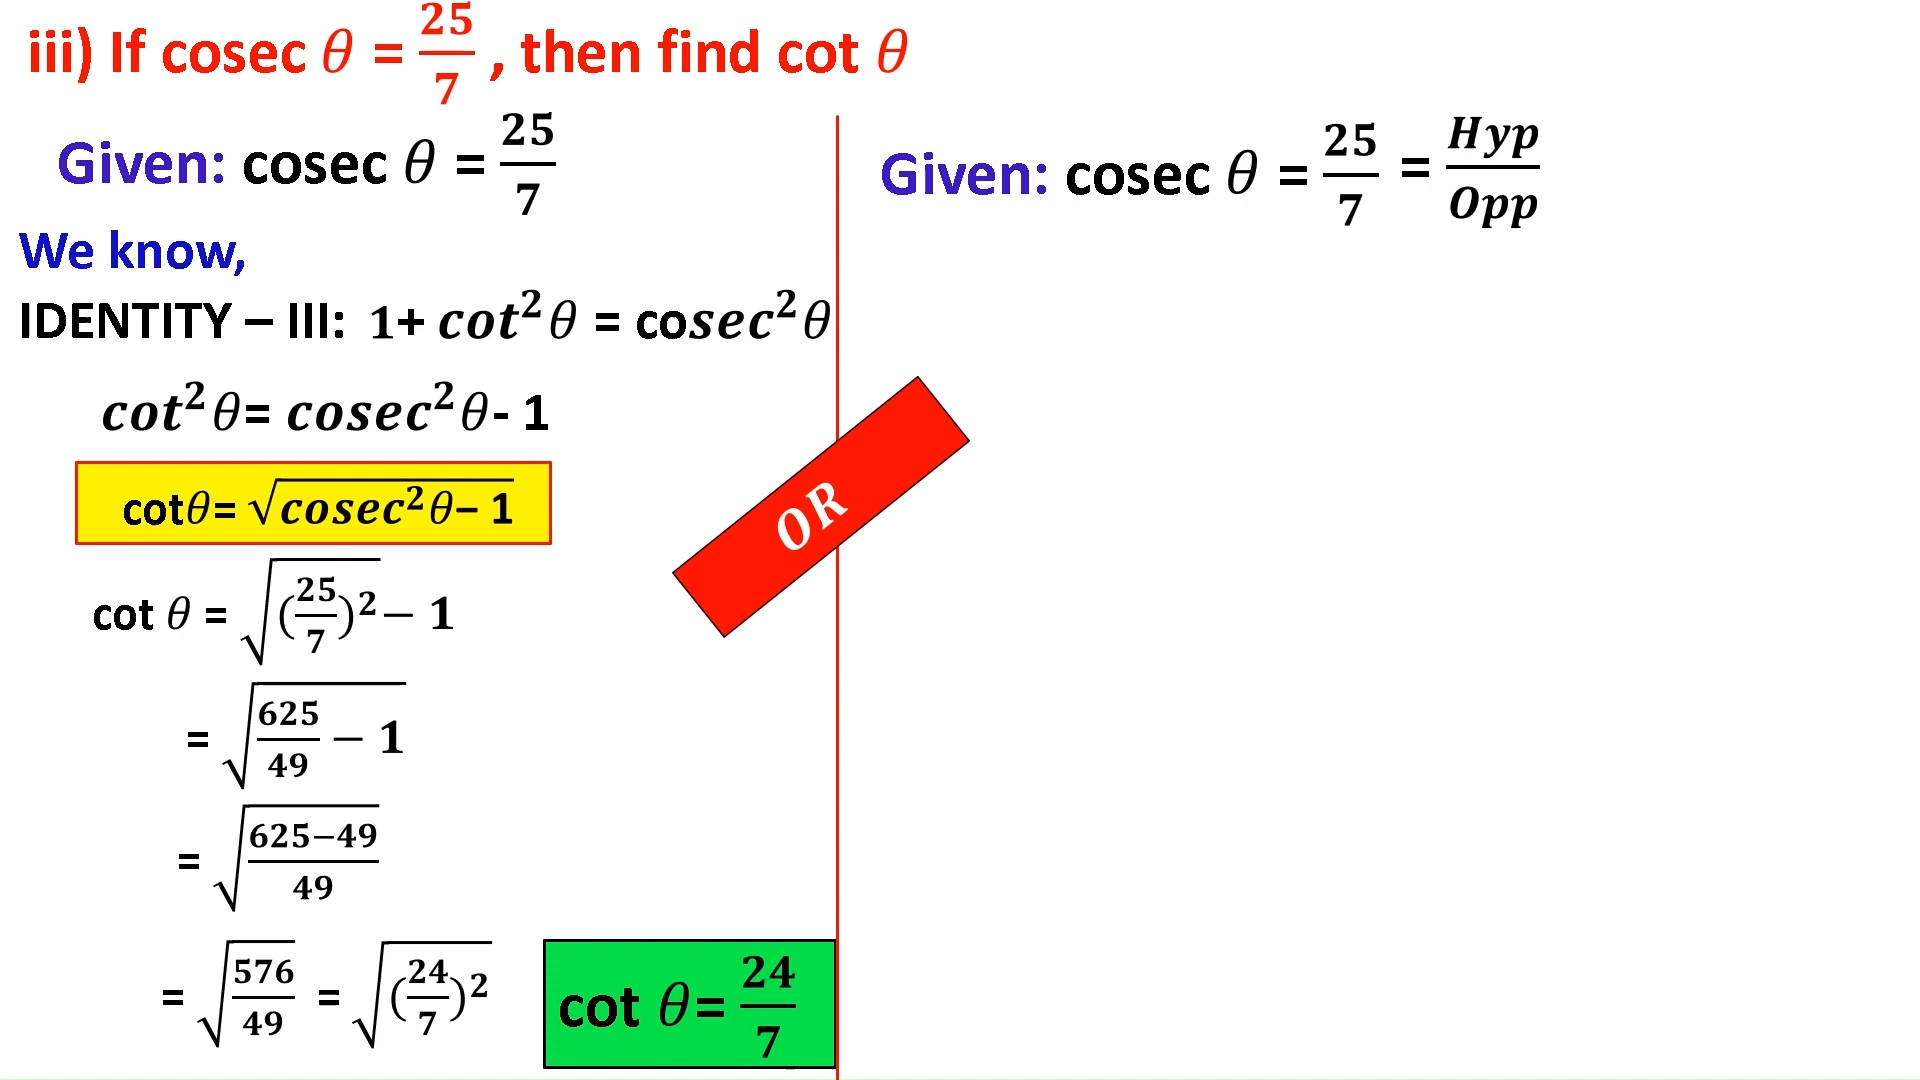 iii) If cosec θ = 25/7 , then find cot θ
Given: cosec θ = 25/7
We know,
IDENTITY – III: 1+ cot²θ = cosec²θ
cot²θ= cosec²θ- 1
cotθ= √(cosec²θ– 1)
cot θ = √((25/7)²) − 1
= √(625/49 − 1)
= √((625−49)/49)
= √(576/49) = √((24/7)²)
cot θ= 24/7
OR
Given: cosec θ = 25/7 = Hyp/Opp